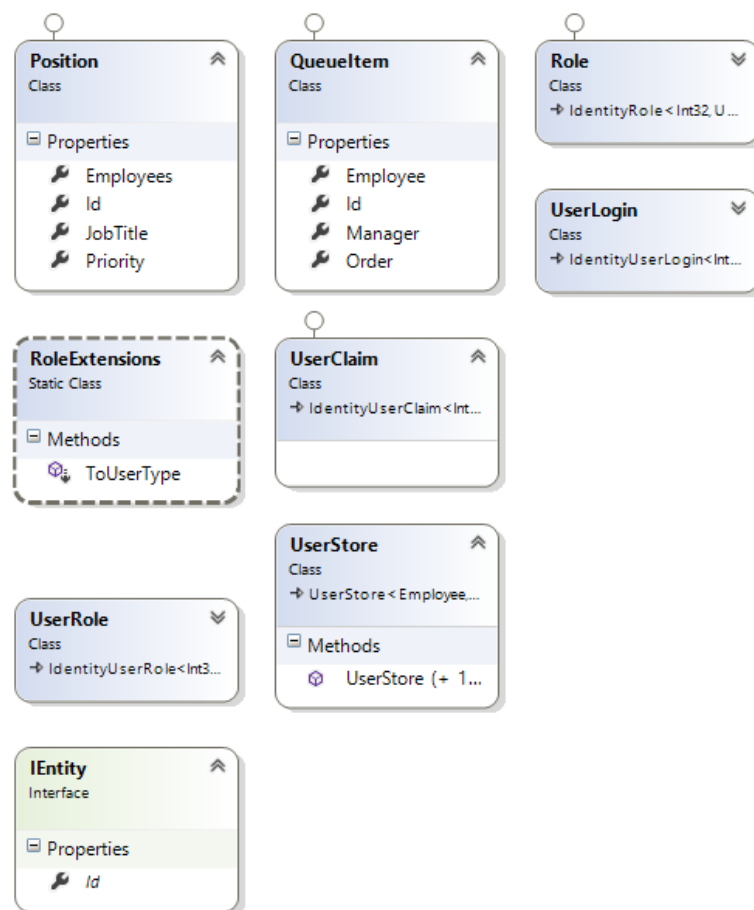 Position
Class
Properties
Employees
Id
JobTitle
Priority
QueueItem
Class
Properties
Employee
Id
Manager
Order
Role
Class
IdentityRole<Int32, U...
UserLogin
Class
IdentityUserLogin<Int...
RoleExtensions
Static Class
Methods
ToUserType
UserClaim
Class
IdentityUserClaim<Int...
UserStore
Class
UserStore<Employee,...
Methods
UserStore (+ 1...
UserRole
Class
IdentityUserRole<Int3...
IEntity
Interface
Properties
Id